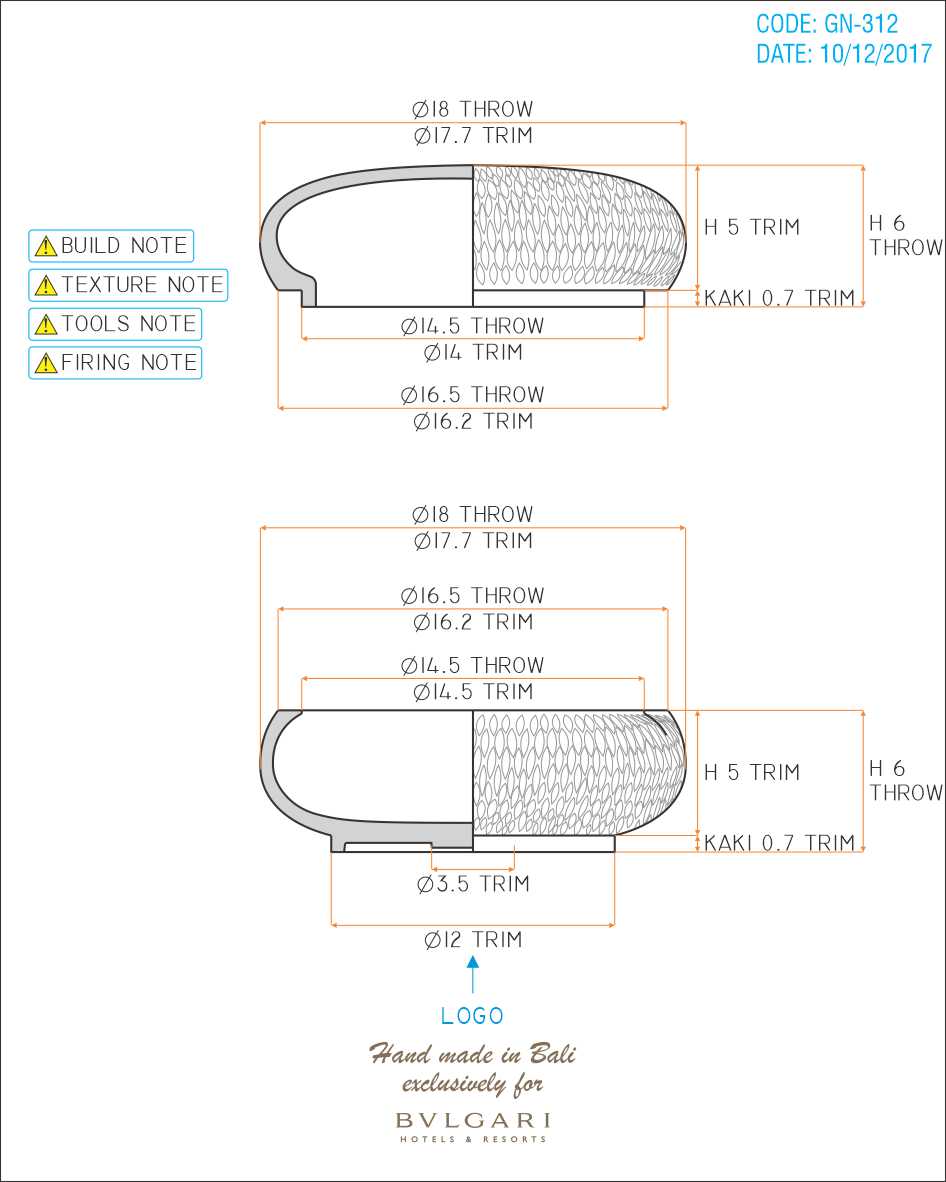 CODE: GN-312
DATE: 10/12/2017
Ø18 THROW
Ø17.7 TRIM
H 5 TRIM
H 6
THROW
KAKI 0.7 TRIM
BUILD NOTE
TEXTURE NOTE
TOOLS NOTE
FIRING NOTE
Ø14.5 THROW
Ø14 TRIM
Ø16.5 THROW
Ø16.2 TRIM
Ø18 THROW
Ø17.7 TRIM
Ø16.5 THROW
Ø16.2 TRIM
Ø14.5 THROW
Ø14.5 TRIM
H 5 TRIM
H 6
THROW
KAKI 0.7 TRIM
Ø3.5 TRIM
Ø12 TRIM
LOGO
Hand made in Bali
exclusively for
BVLGARI
HOTELS & RESORTS